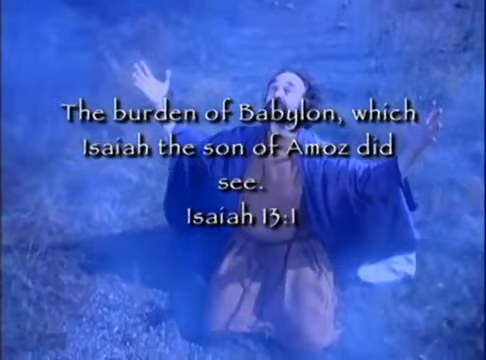 The burden of Babylon, which
Isaiah the son of Amoz did
see.
Isaiah 13:1